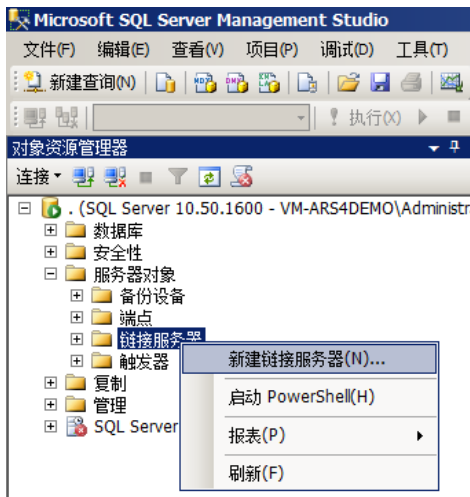 Microsoft SQL Server Management Studio
文件(F) 编辑(E) 查看(V) 项目(P) 调试(D) 工具(T)
新建查询(N)
执行(X)
对象资源管理器
连接
. (SQL Server 10.50.1600 - VM-ARS4DEMO\Administr
数据库
安全性
服务器对象
备份设备
端点
链接服务器
触发器
新建链接服务器(N)...
启动 PowerShell(H)
报表(P)
刷新(F)
复制
管理
SQL Server